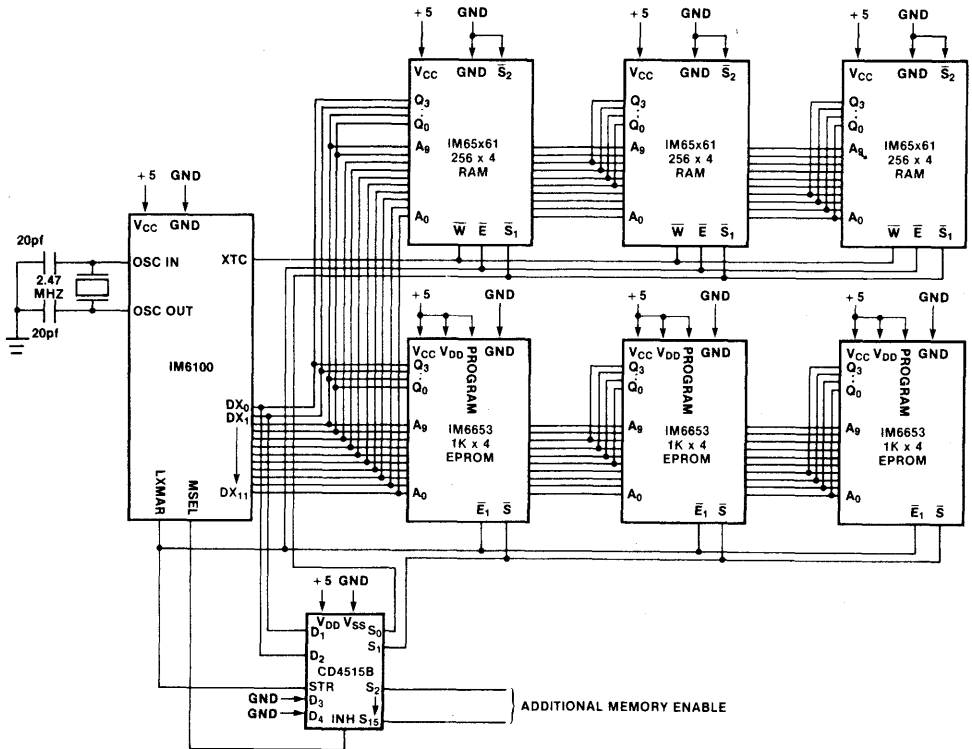 +5 GND
+5 GND
+5 GND
VCC GND S̅2
Q3
Q0
A9
IM65x61
256 x 4
RAM
A0
W̅ E̅ S̅1
VCC GND S̅2
Q3
Q0
A9
IM65x61
256 x 4
RAM
A0
W̅ E̅ S̅1
VCC GND S̅2
Q3
Q0
A9
IM65x61
256 x 4
RAM
A0
W̅ E̅ S̅1
+5 GND
VCC GND
20pf
OSC IN
XTC
2.47
MHZ
OSC OUT
20pf
IM6100
DX0
DX1
DX11
LXMAR
MSEL
+5 GND
+5 GND
+5 GND
VCC VDD PROGRAM GND
Q3
Q0
A9
IM6653
1K x 4
EPROM
A0
E̅1 S̅
VCC VDD PROGRAM GND
Q3
Q0
A9
IM6653
1K x 4
EPROM
A0
E̅1 S̅
VCC VDD PROGRAM GND
Q3
Q0
A9
IM6653
1K x 4
EPROM
A0
E̅1 S̅
+5 GND
VDD VSS
D1
S0
S1
D2
CD4515B
STR
S2
GND D3
GND D4
INH S15
ADDITIONAL MEMORY ENABLE